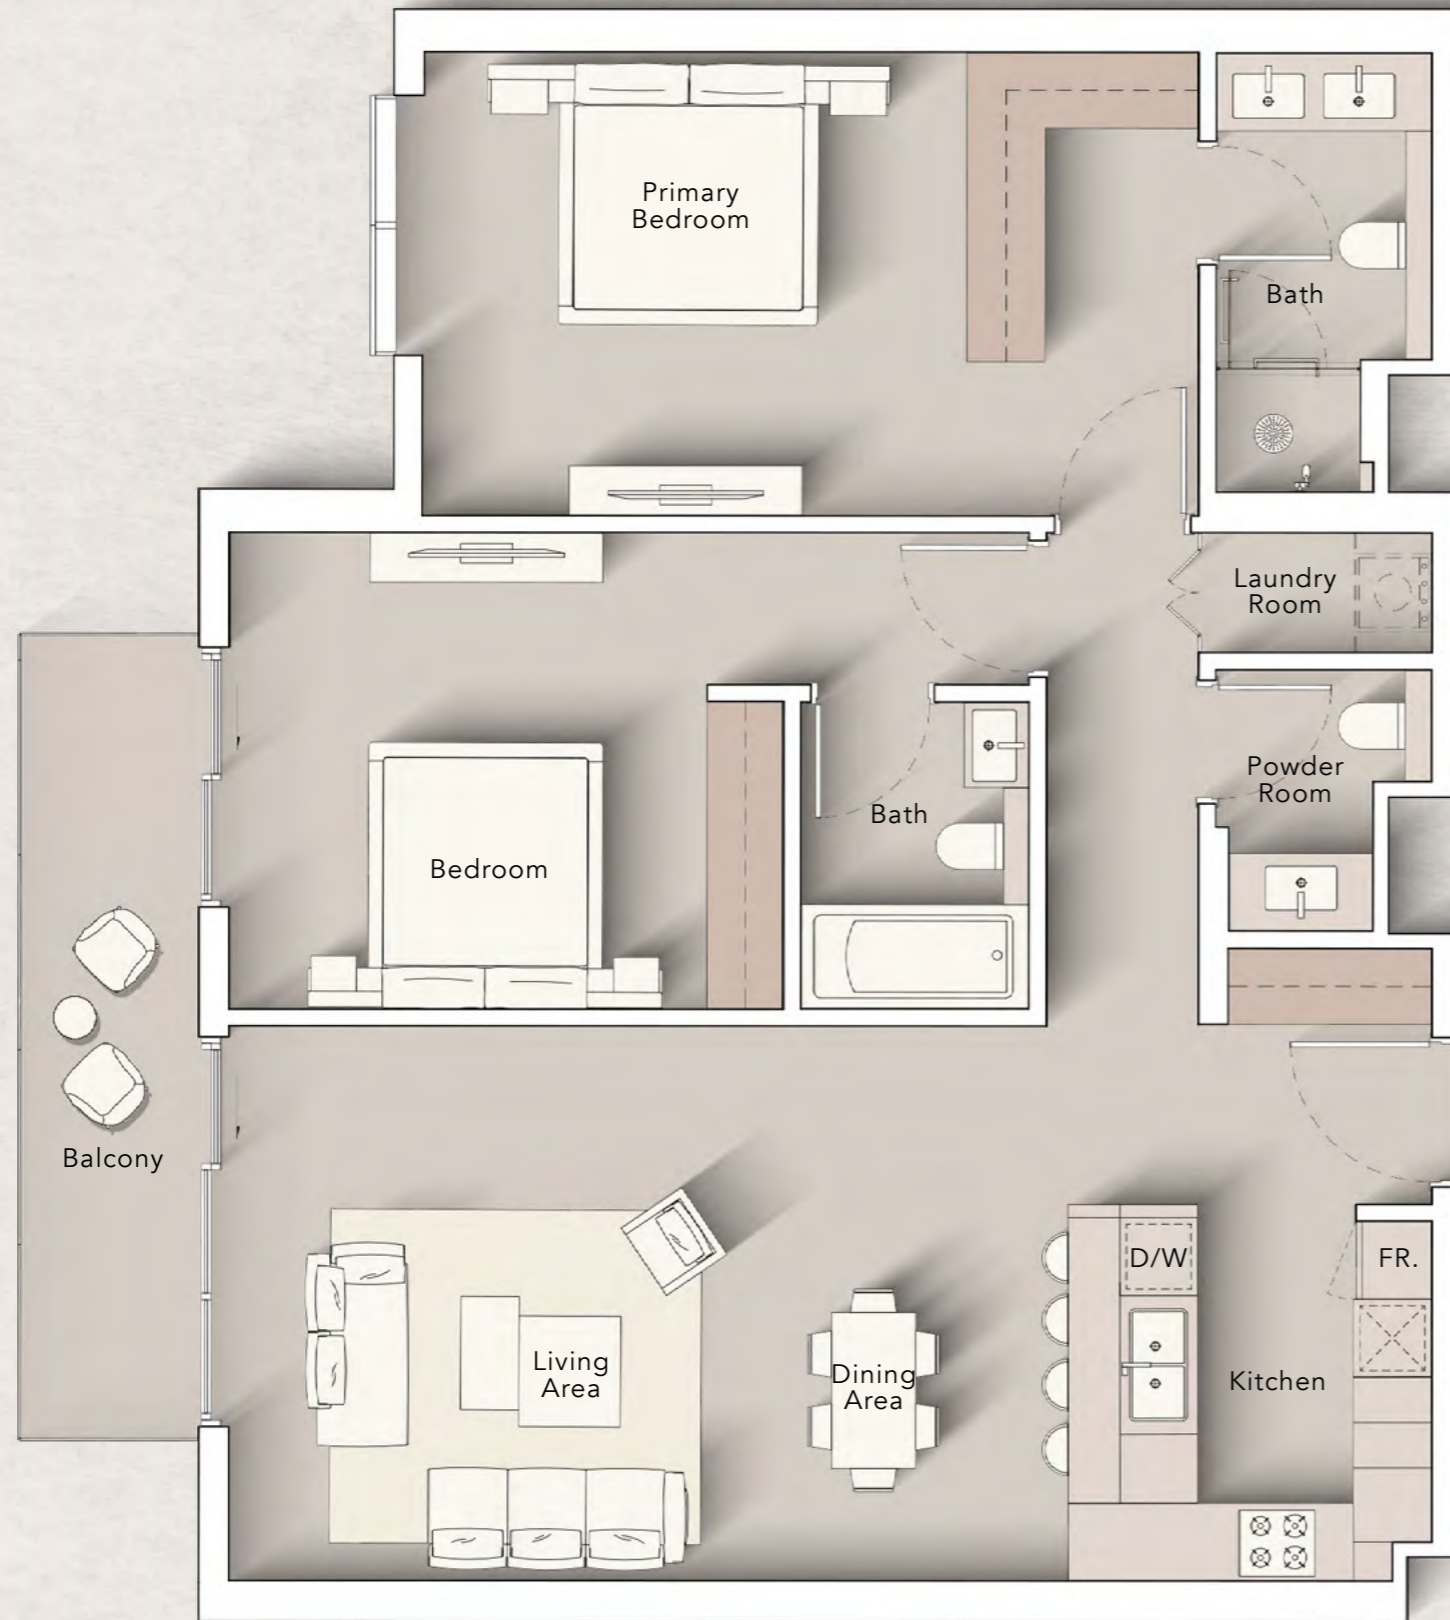 Primary
Bedroom
Bath
Laundry
Room
Powder
Room
Bath
Bedroom
Balcony
D/W
FR.
Living
Area
Dining
Area
Kitchen